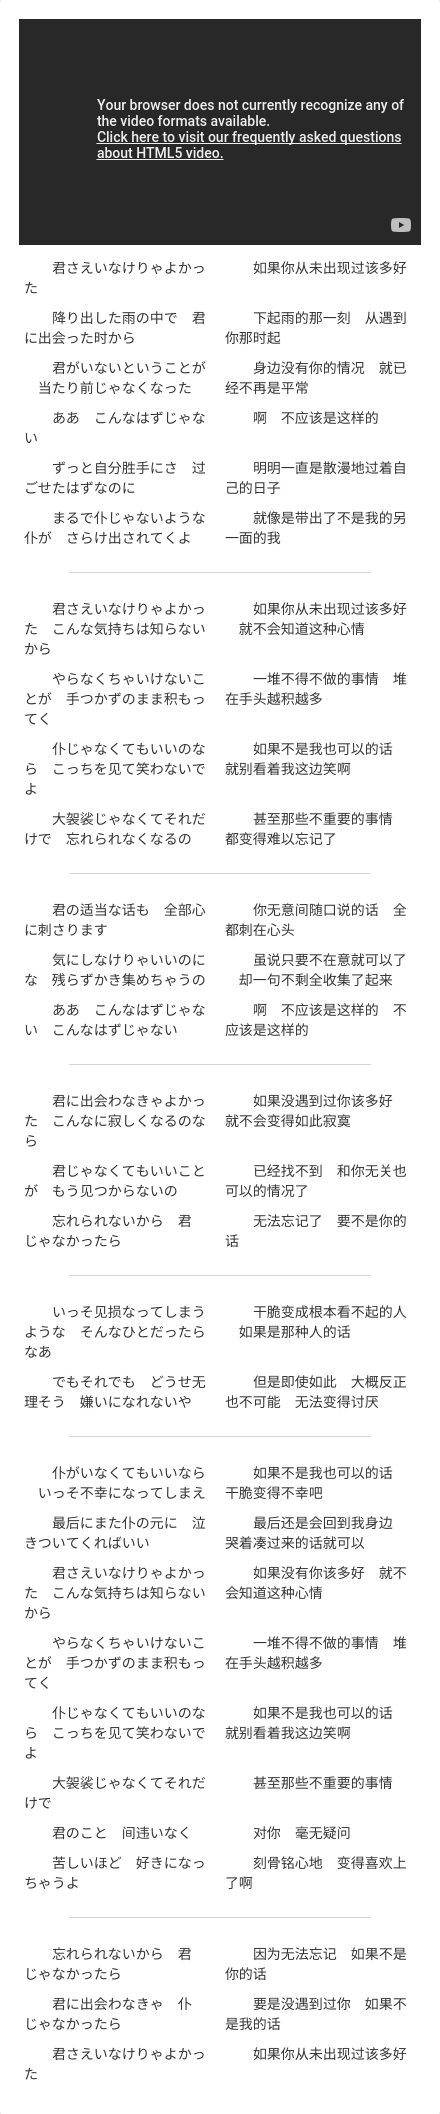 Your browser does not currently recognize any of
the video formats available.
Click here to visit our frequently asked questions
about HTML5 video.
君さえいなけりゃよかっ
た
如果你从未出现过该多好
降り出した雨の中で　君
に出会った时から
下起雨的那一刻　从遇到
你那时起
君がいないということが
当たり前じゃなくなった
身边没有你的情况　就已
经不再是平常
ああ　こんなはずじゃな
い
啊　不应该是这样的
ずっと自分胜手にさ　过
ごせたはずなのに
明明一直是散漫地过着自
己的日子
まるで仆じゃないような
仆が　さらけ出されてくよ
就像是带出了不是我的另
一面的我
君さえいなけりゃよかっ
た　こんな気持ちは知らない
から
如果你从未出现过该多好
就不会知道这种心情
やらなくちゃいけないこ
とが　手つかずのまま积もっ
てく
一堆不得不做的事情　堆
在手头越积越多
仆じゃなくてもいいのな
ら　こっちを见て笑わないで
よ
如果不是我也可以的话
就别看着我这边笑啊
大袈裟じゃなくてそれだ
けで　忘れられなくなるの
甚至那些不重要的事情
都变得难以忘记了
君の适当な话も　全部心
に刺さります
你无意间随口说的话　全
都刺在心头
気にしなけりゃいいのに
な　残らずかき集めちゃうの
虽说只要不在意就可以了
却一句不剩全收集了起来
ああ　こんなはずじゃな
い　こんなはずじゃない
啊　不应该是这样的　不
应该是这样的
君に出会わなきゃよかっ
た　こんなに寂しくなるのな
ら
如果没遇到过你该多好
就不会变得如此寂寞
君じゃなくてもいいこと
が　もう见つからないの
已经找不到　和你无关也
可以的情况了
忘れられないから　君
じゃなかったら
无法忘记了　要不是你的
话
いっそ见损なってしまう
ような　そんなひとだったら
なあ
干脆变成根本看不起的人
如果是那种人的话
でもそれでも　どうせ无
理そう　嫌いになれないや
但是即使如此　大概反正
也不可能　无法变得讨厌
仆がいなくてもいいなら
いっそ不幸になってしまえ
如果不是我也可以的话
干脆变得不幸吧
最后にまた仆の元に　泣
きついてくればいい
最后还是会回到我身边
哭着凑过来的话就可以
君さえいなけりゃよかっ
た　こんな気持ちは知らない
から
如果没有你该多好　就不
会知道这种心情
やらなくちゃいけないこ
とが　手つかずのまま积もっ
てく
一堆不得不做的事情　堆
在手头越积越多
仆じゃなくてもいいのな
ら　こっちを见て笑わないで
よ
如果不是我也可以的话
就别看着我这边笑啊
大袈裟じゃなくてそれだ
けで
甚至那些不重要的事情
君のこと　间违いなく
对你　毫无疑问
苦しいほど　好きになっ
ちゃうよ
刻骨铭心地　变得喜欢上
了啊
忘れられないから　君
じゃなかったら
因为无法忘记　如果不是
你的话
君に出会わなきゃ　仆
じゃなかったら
要是没遇到过你　如果不
是我的话
君さえいなけりゃよかっ
た
如果你从未出现过该多好